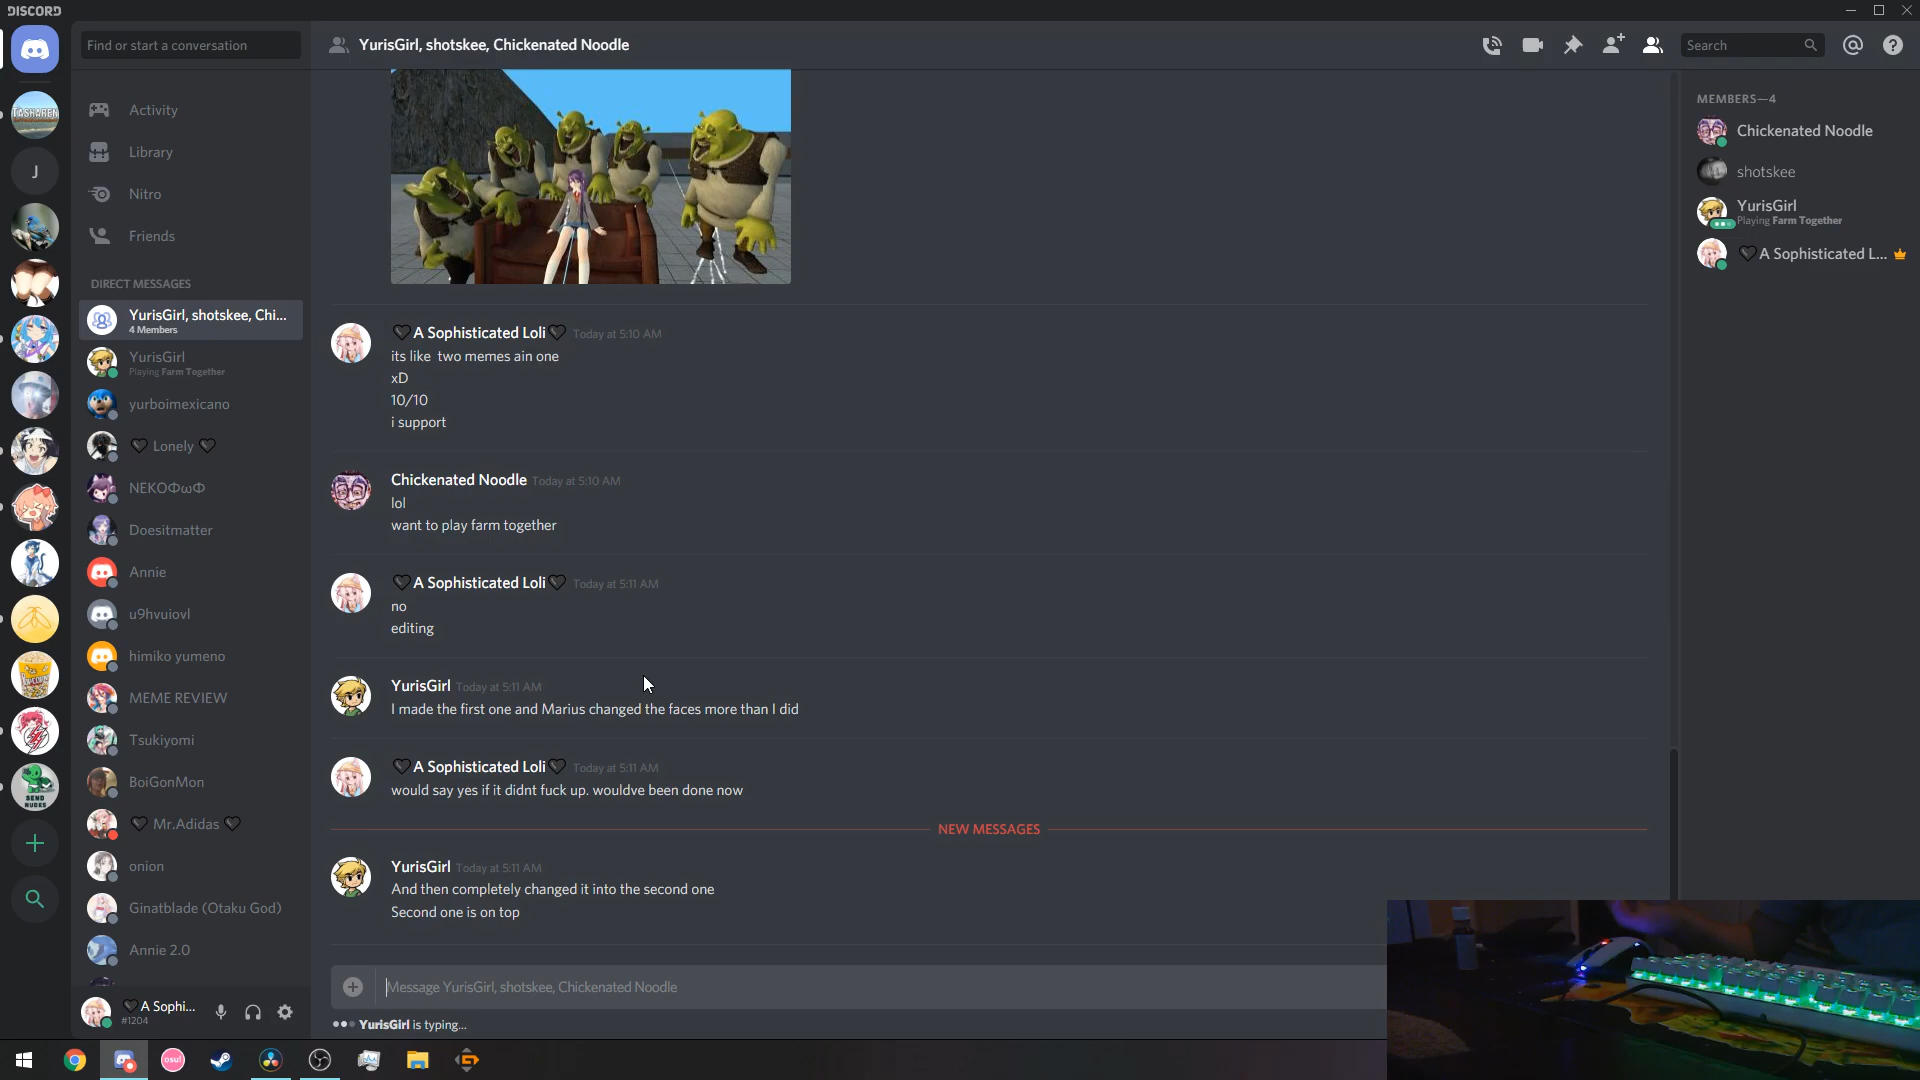 DISCORD
Find or start a conversation
YurisGirl, shotskee, Chickenated Noodle
Search
TASHAREN
J
SEND
NUDES
Activity
Library
Nitro
Friends
DIRECT MESSAGES
YurisGirl, shotskee, Chi...
4 Members
YurisGirl
Playing Farm Together
yurboimexicano
🖤 Lonely 🖤
NEKOΦωΦ
Doesitmatter
Annie
u9hvuiovl
himiko yumeno
MEME REVIEW
Tsukiyomi
BoiGonMon
🖤 Mr.Adidas 🖤
onion
Ginatblade (Otaku God)
Annie 2.0
🖤A Sophi...
#1204
🖤A Sophisticated Loli🖤 Today at 5:10 AM
its like two memes ain one
xD
10/10
i support
Chickenated Noodle Today at 5:10 AM
lol
want to play farm together
🖤A Sophisticated Loli🖤 Today at 5:11 AM
no
editing
YurisGirl Today at 5:11 AM
I made the first one and Marius changed the faces more than I did
🖤A Sophisticated Loli🖤 Today at 5:11 AM
would say yes if it didnt fuck up. wouldve been done now
NEW MESSAGES
YurisGirl Today at 5:11 AM
And then completely changed it into the second one
Second one is on top
Message YurisGirl, shotskee, Chickenated Noodle
YurisGirl is typing...
MEMBERS—4
Chickenated Noodle
shotskee
YurisGirl
Playing Farm Together
🖤A Sophisticated L...
osu!